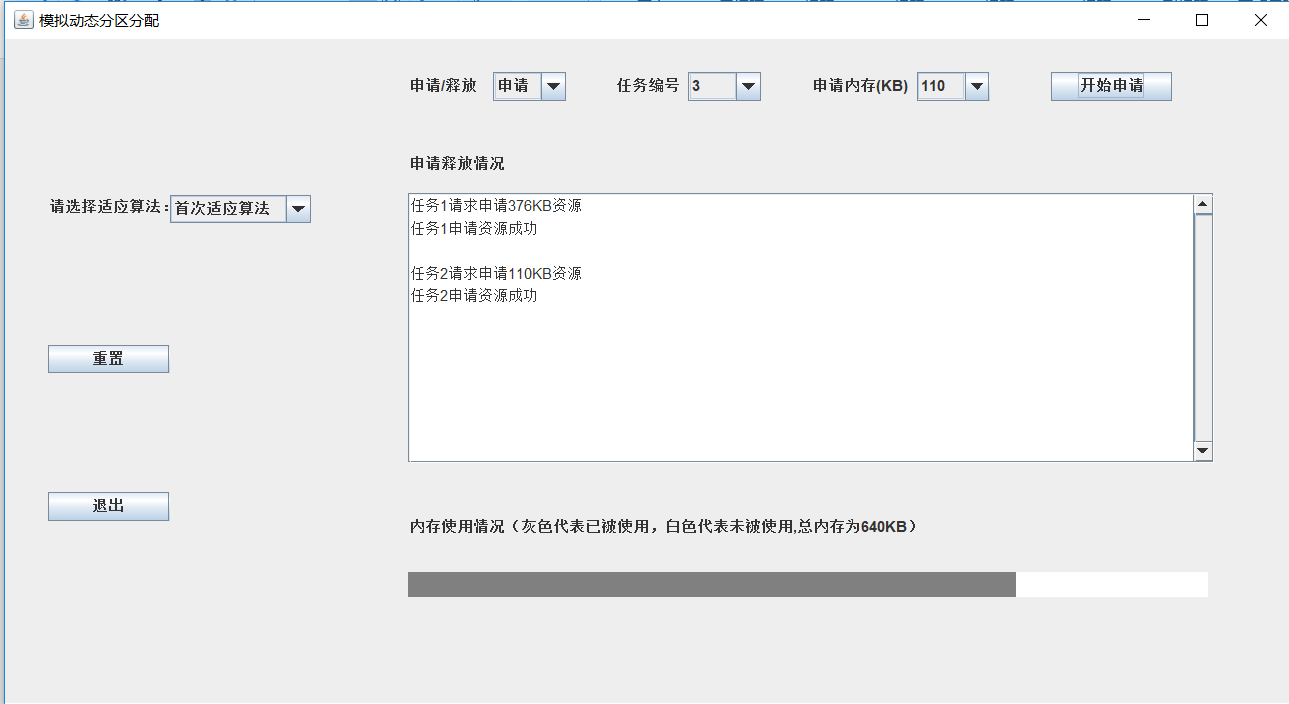 模拟动态分区分配
申请/释放 申请 任务编号 3 申请内存(KB) 110 开始申请
申请释放情况
请选择适应算法: 首次适应算法
任务1请求申请376KB资源
任务1申请资源成功
任务2请求申请110KB资源
任务2申请资源成功
重置
退出
内存使用情况（灰色代表已被使用，白色代表未被使用,总内存为640KB）